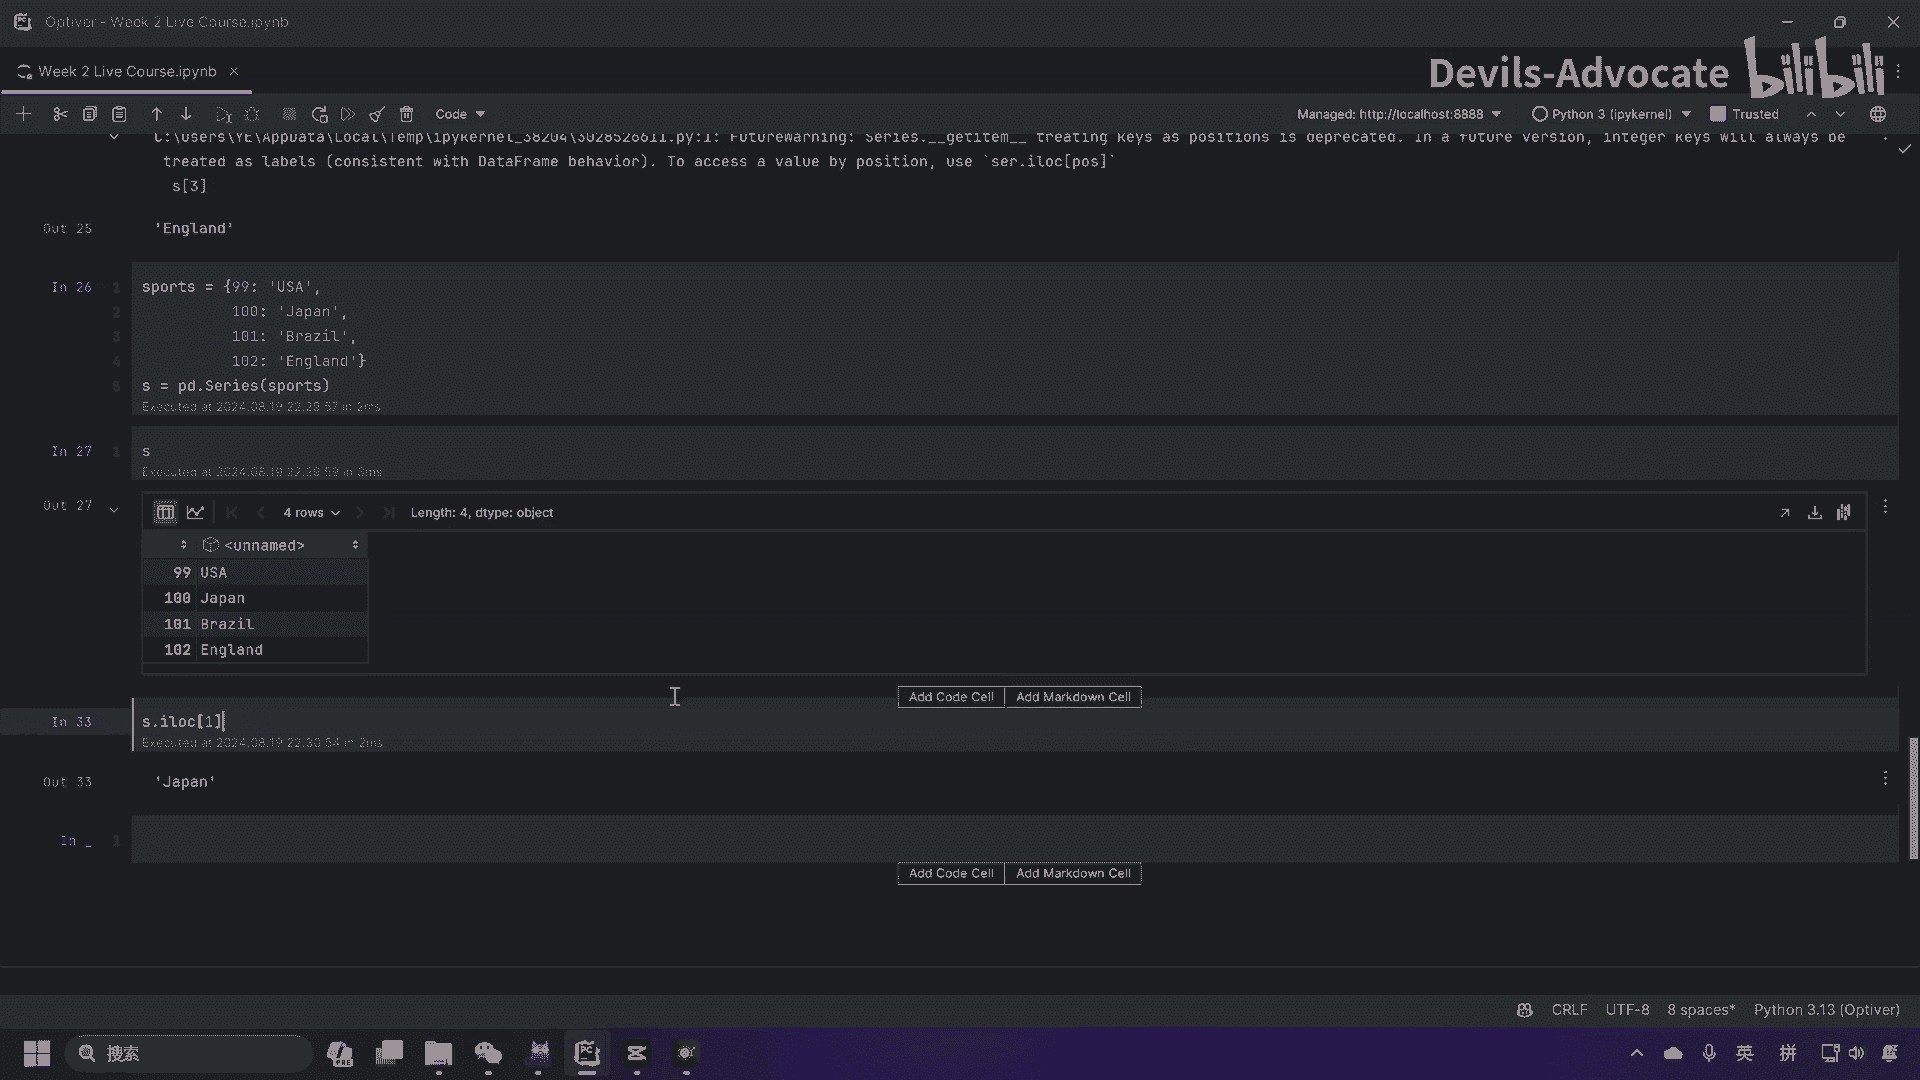 Optiver - Week 2 Live Course.ipynb
Week 2 Live Course.ipynb
Devils-Advocate bilibili
Code
Managed: http://localhost:8888
Python 3 (ipykernel)
Trusted
C:\Users\YE\AppData\Local\Temp\ipykernel_38204\3028526611.py:1: FutureWarning: Series.__getitem__ treating keys as positions is deprecated. In a future version, integer keys will always be
treated as labels (consistent with DataFrame behavior). To access a value by position, use `ser.iloc[pos]`
s[3]
Out 25 'England'
In 26 1 sports = {99: 'USA',
2 100: 'Japan',
3 101: 'Brazil',
4 102: 'England'}
5 s = pd.Series(sports)
Executed at 2024.08.19 22:28:57 in 2ms
In 27 1 s
Executed at 2024.08.19 22:28:59 in 3ms
Out 27 4 rows Length: 4, dtype: object
<unnamed>
99 USA
100 Japan
101 Brazil
102 England
Add Code Cell Add Markdown Cell
In 33 s.iloc[1]
Executed at 2024.08.19 22:30:54 in 2ms
Out 33 'Japan'
In _ 1
Add Code Cell Add Markdown Cell
CRLF UTF-8 8 spaces* Python 3.13 (Optiver)
搜索
PRE
PC
英
拼